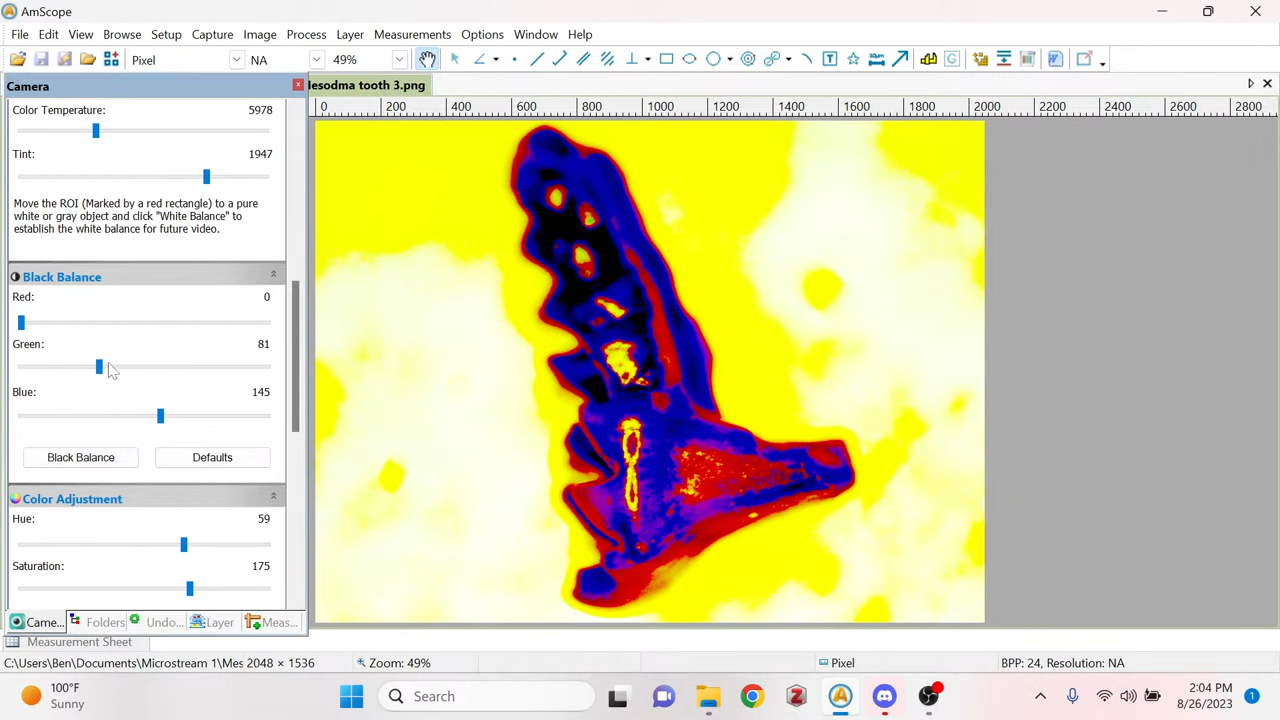 AmScope
File Edit View Browse Setup Capture Image Process Layer Measurements Options Window Help
Pixel NA 49%
Camera
esodma tooth 3.png
0 200 400 600 800 1000 1200 1400 1600 1800 2000 2200 2400 2600 2800
Color Temperature: 5978
Tint: 1947
Move the ROI (Marked by a red rectangle) to a pure
white or gray object and click "White Balance" to
establish the white balance for future video.
Black Balance
Red: 0
Green: 81
Blue: 145
Black Balance Defaults
Color Adjustment
Hue: 59
Saturation: 175
Came... Folders Undo... Layer Meas...
Measurement Sheet
C:\Users\Ben\Documents\Microstream 1\Mes 2048 × 1536 Zoom: 49% Pixel BPP: 24, Resolution: NA
100°F
Sunny
Search
2:04 PM
8/26/2023
1